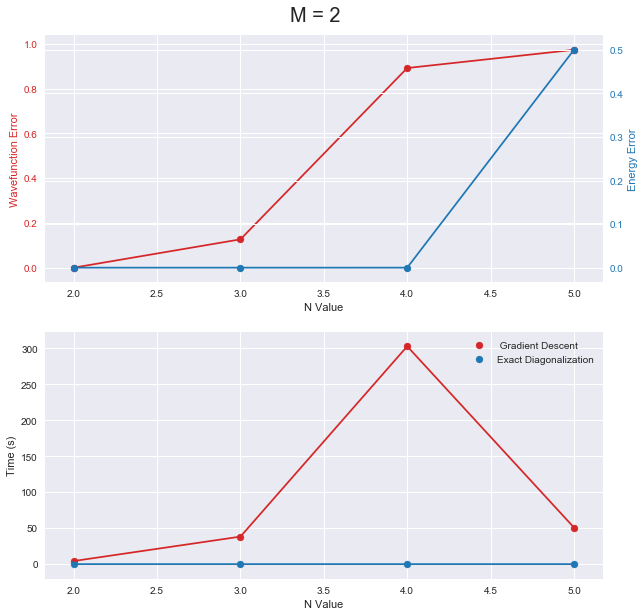 M = 2
1.0
0.8
0.6
0.4
0.2
0.0
Wavefunction Error
0.5
0.4
0.3
0.2
0.1
0.0
Energy Error
2.0 2.5 3.0 3.5 4.0 4.5 5.0
N Value
300
250
200
150
100
50
0
Time (s)
Gradient Descent
Exact Diagonalization
2.0 2.5 3.0 3.5 4.0 4.5 5.0
N Value